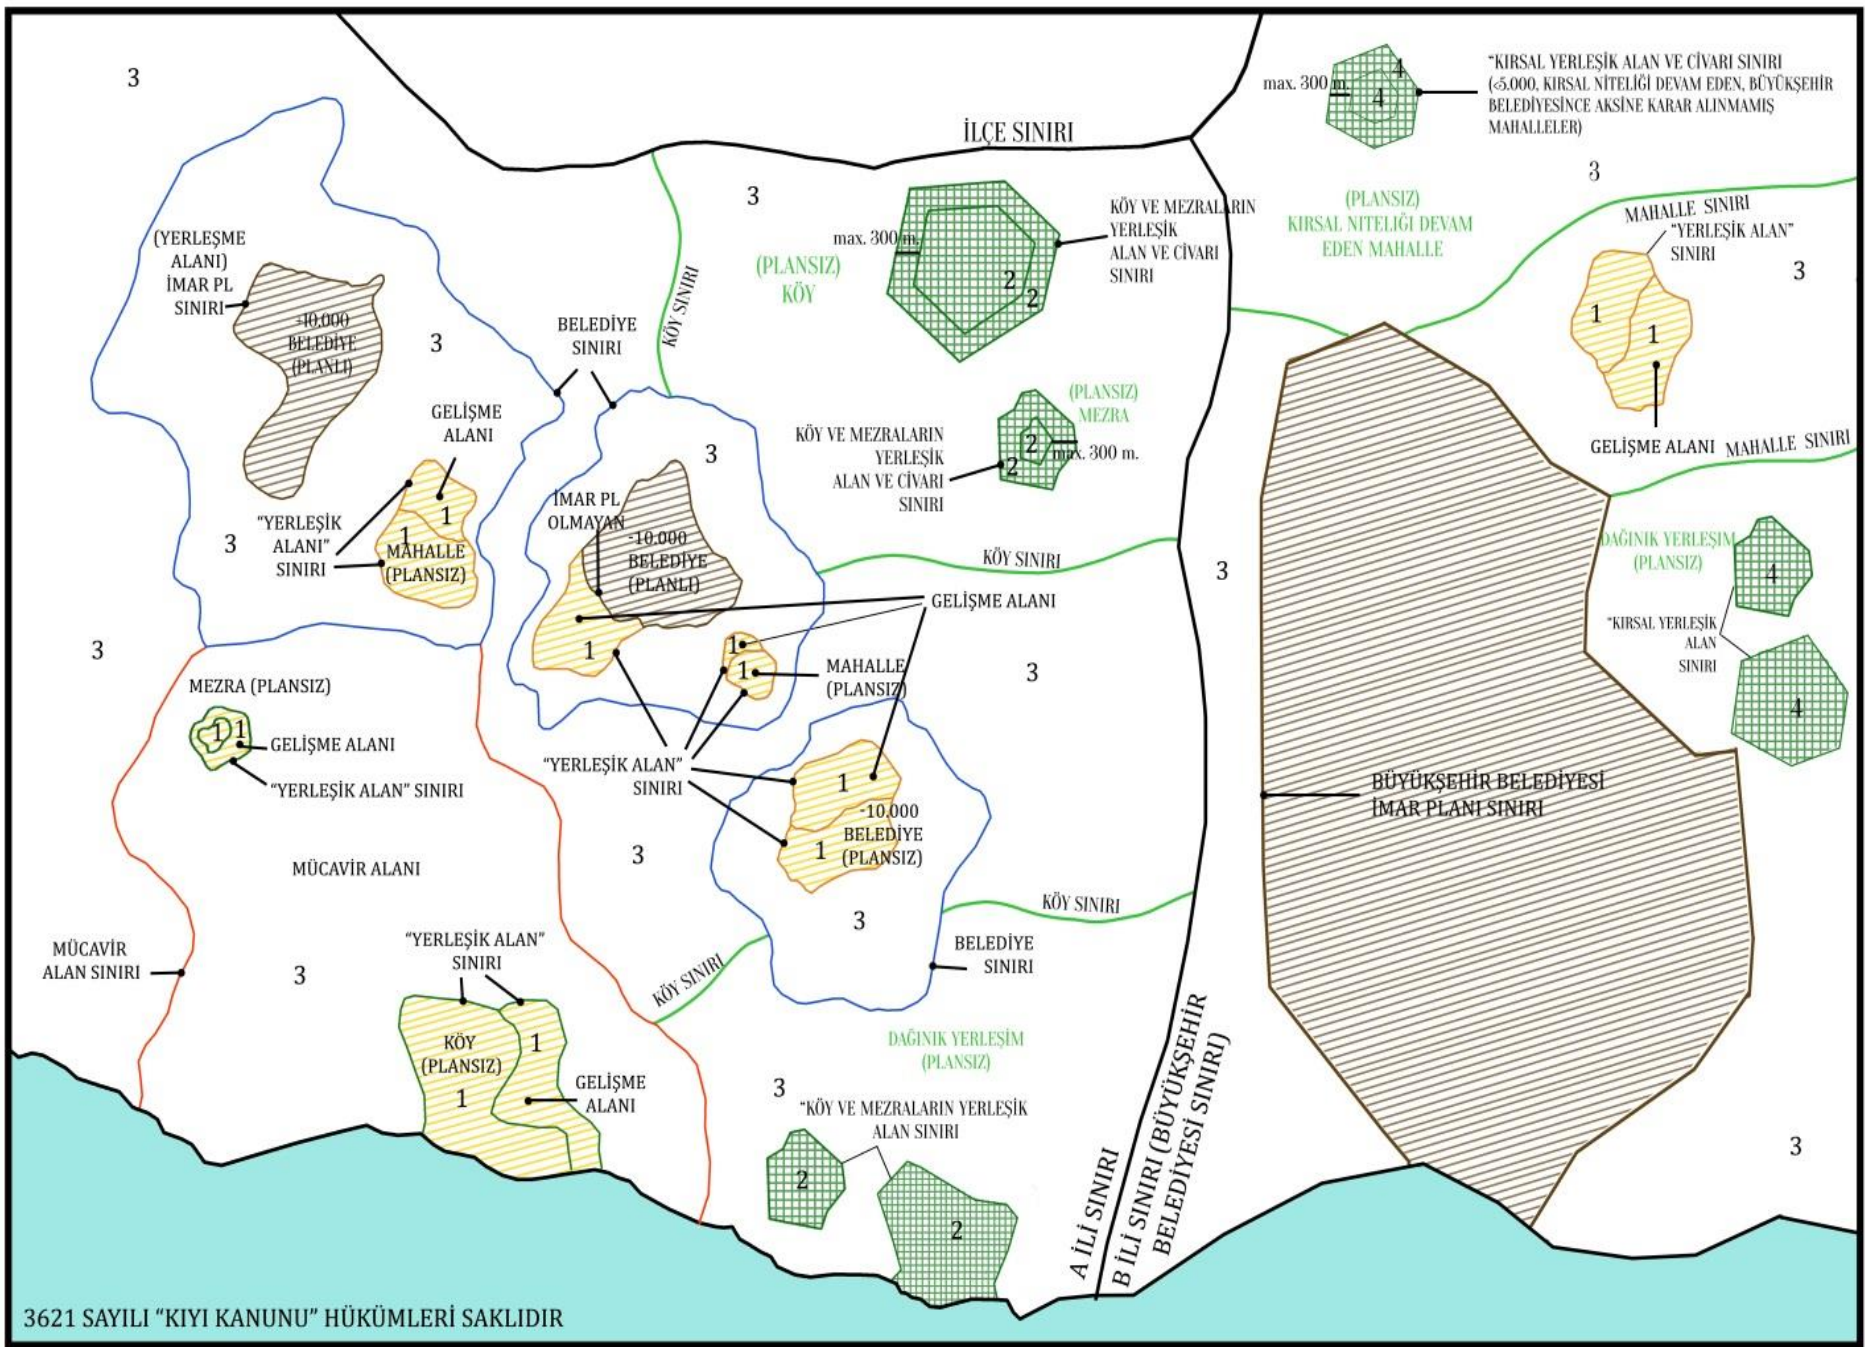 3
max. 300 m.
4
4
"KIRSAL YERLEŞİK ALAN VE CİVARI SINIRI
(<5.000, KIRSAL NİTELİĞİ DEVAM EDEN, BÜYÜKŞEHİR
BELEDİYESİNCE AKSİNE KARAR ALINMAMIŞ
MAHALLELER)
İLÇE SINIRI
3
3
(PLANSIZ)
KIRSAL NITELIĞI DEVAM
EDEN MAHALLE
MAHALLE SINIRI
"YERLEŞİK ALAN"
SINIRI
3
1
1
GELİŞME ALANI
MAHALLE SINIRI
(YERLEŞME
ALANI)
İMAR PL
SINIRI
-10.000
BELEDİYE
(PLANLI)
3
BELEDİYE
SINIRI
KÖY SINIRI
(PLANSIZ)
KÖY
max. 300 m.
2
2
KÖY VE MEZRALARIN
YERLEŞİK
ALAN VE CİVARI
SINIRI
(PLANSIZ)
MEZRA
KÖY VE MEZRALARIN
YERLEŞİK
ALAN VE CİVARI
SINIRI
2
2
max. 300 m.
GELİŞME
ALANI
3
"YERLEŞİK
ALANI"
SINIRI
1
1
MAHALLE
(PLANSIZ)
3
İMAR PL
OLMAYAN
-10.000
BELEDİYE
(PLANLI)
1
KÖY SINIRI
GELİŞME ALANI
3
DAĞINIK YERLEŞIM
(PLANSIZ)
4
"KIRSAL YERLEŞİK
ALAN
SINIRI
4
1
1
MAHALLE
(PLANSIZ)
3
3
MEZRA (PLANSIZ)
1
1
GELİŞME ALANI
"YERLEŞİK ALAN" SINIRI
"YERLEŞİK ALAN"
SINIRI
1
-10.000
BELEDİYE
(PLANSIZ)
1
BÜYÜKŞEHİR BELEDİYESİ
İMAR PLANI SINIRI
MÜCAVİR ALANI
3
3
KÖY SINIRI
BELEDİYE
SINIRI
KÖY SINIRI
MÜCAVİR
ALAN SINIRI
3
"YERLEŞİK ALAN"
SINIRI
KÖY
(PLANSIZ)
1
1
GELİŞME
ALANI
DAĞINIK YERLEŞİM
(PLANSIZ)
3
"KÖY VE MEZRALARIN YERLEŞİK
ALAN SINIRI
2
2
A İLİ SINIRI
B İLİ SINIRI (BÜYÜKŞEHİR
BELEDİYESİ SINIRI)
3
3621 SAYILI "KIYI KANUNU" HÜKÜMLERİ SAKLIDIR